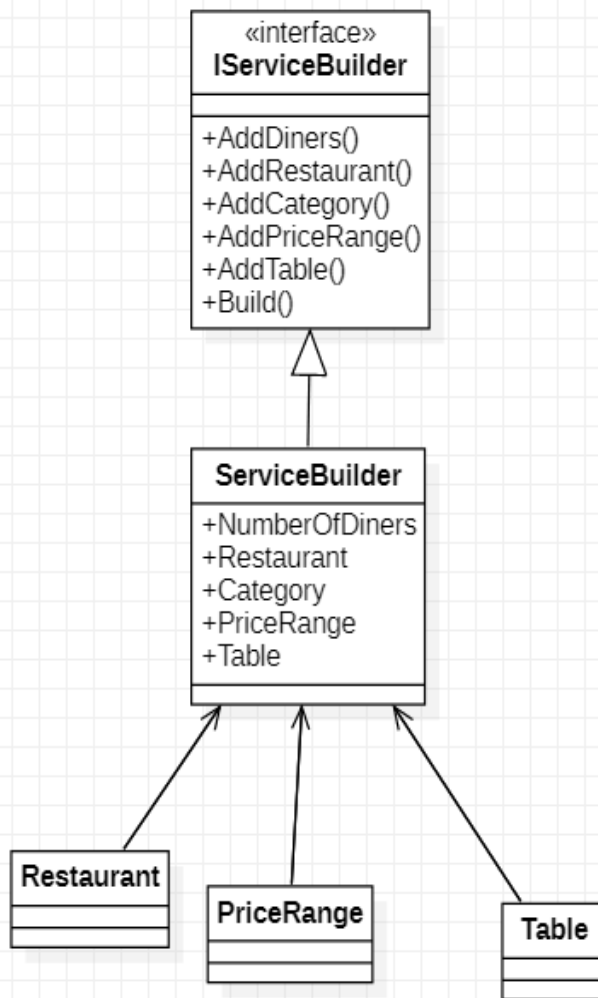 «interface»
IServiceBuilder
+AddDiners()
+AddRestaurant()
+AddCategory()
+AddPriceRange()
+AddTable()
+Build()
ServiceBuilder
+NumberOfDiners
+Restaurant
+Category
+PriceRange
+Table
Restaurant
PriceRange
Table